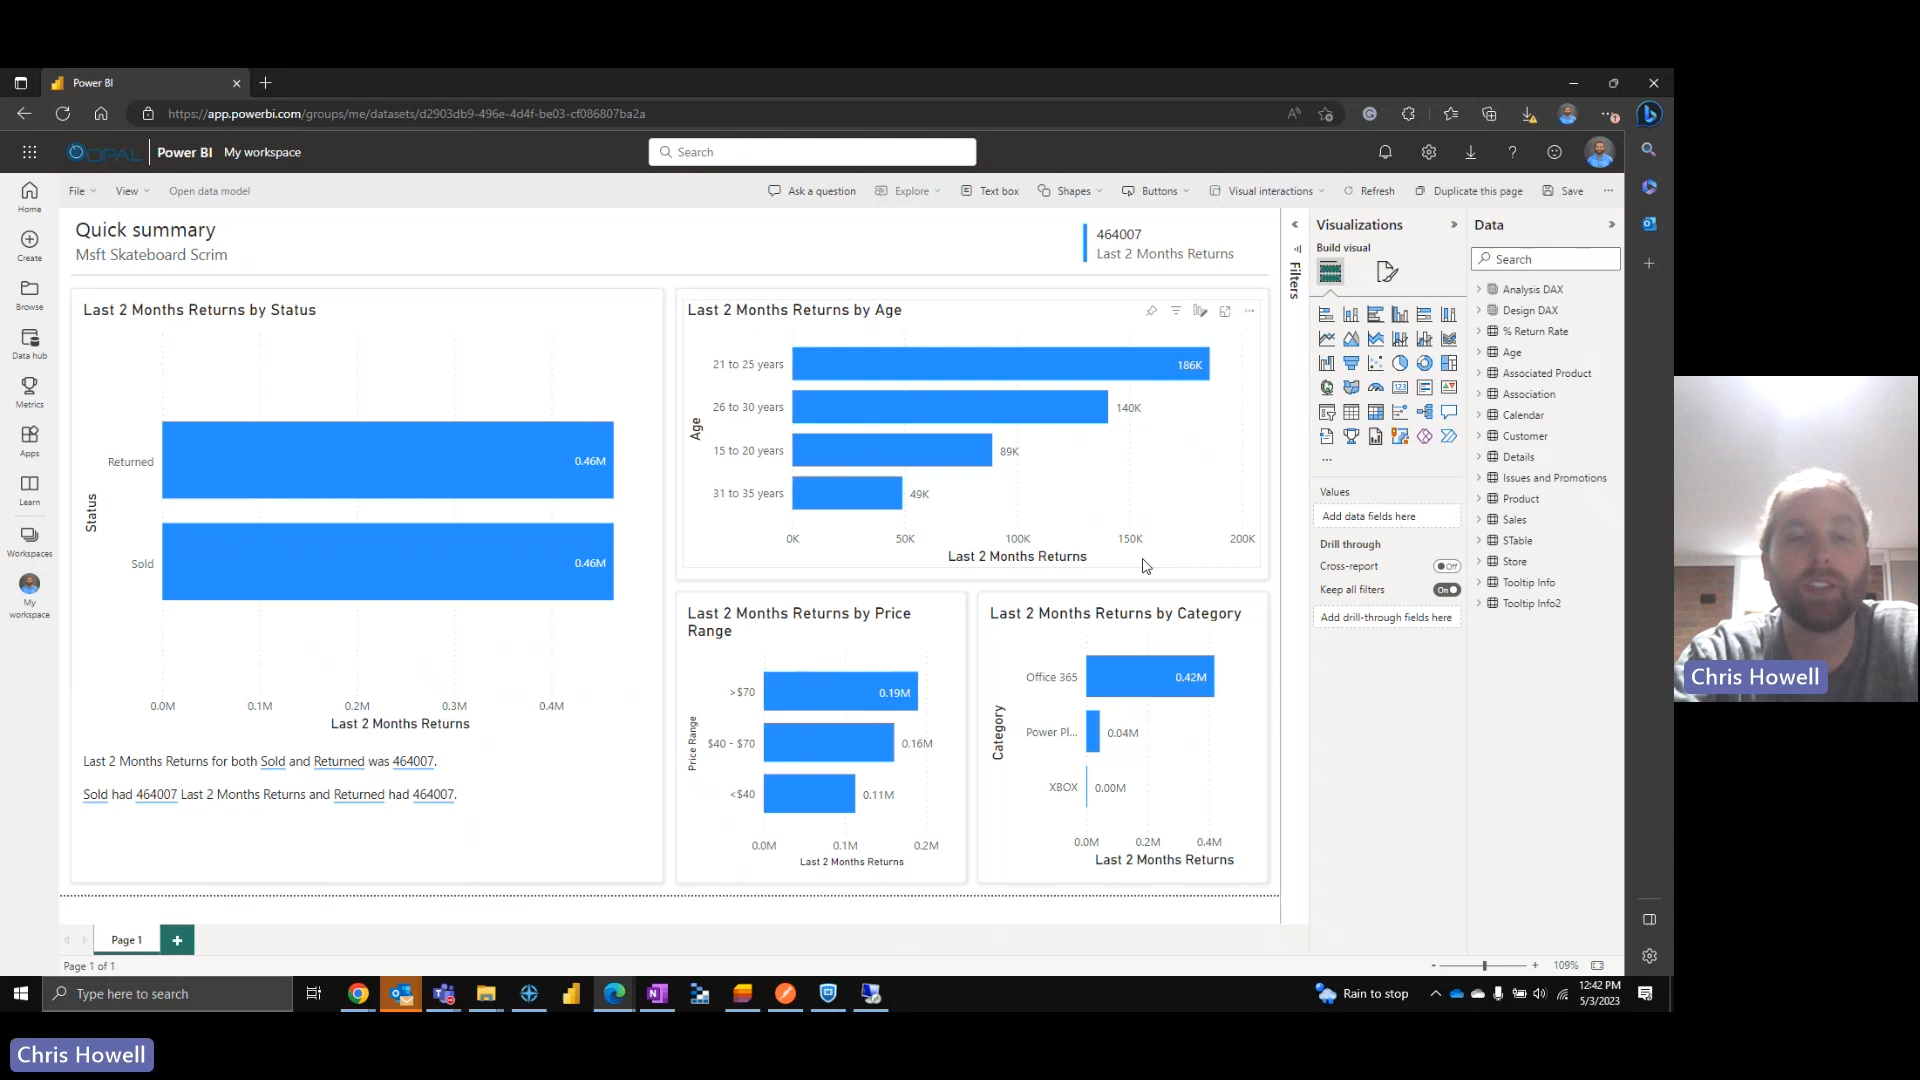 Power BI
https://app.powerbi.com/groups/me/datasets/d2903db9-496e-4d4f-be03-cf086807ba2a
OPAL
Power BI My workspace
Search
File View Open data model
Ask a question Explore Text box Shapes Buttons Visual interactions Refresh Duplicate this page Save
Home
Create
Browse
Data hub
Metrics
Apps
Learn
Workspaces
My
workspace
Quick summary
Msft Skateboard Scrim
464007
Last 2 Months Returns
Last 2 Months Returns by Status
Status
Returned 0.46M
Sold 0.46M
0.0M 0.1M 0.2M 0.3M 0.4M
Last 2 Months Returns
Last 2 Months Returns for both Sold and Returned was 464007.
Sold had 464007 Last 2 Months Returns and Returned had 464007.
Last 2 Months Returns by Age
Age
21 to 25 years 186K
26 to 30 years 140K
15 to 20 years 89K
31 to 35 years 49K
0K 50K 100K 150K 200K
Last 2 Months Returns
Last 2 Months Returns by Price
Range
Price Range
>$70 0.19M
$40 - $70 0.16M
<$40 0.11M
0.0M 0.1M 0.2M
Last 2 Months Returns
Last 2 Months Returns by Category
Category
Office 365 0.42M
Power Pl... 0.04M
XBOX 0.00M
0.0M 0.2M 0.4M
Last 2 Months Returns
Filters
Visualizations
Build visual
123
Values
Add data fields here
Drill through
Cross-report Off
Keep all filters On
Add drill-through fields here
Data
Search
Analysis DAX
Design DAX
% Return Rate
Age
Associated Product
Association
Calendar
Customer
Details
Issues and Promotions
Product
Sales
STable
Store
Tooltip Info
Tooltip Info2
Page 1
Page 1 of 1
109%
Type here to search
Rain to stop
12:42 PM
5/3/2023
Chris Howell
Chris Howell